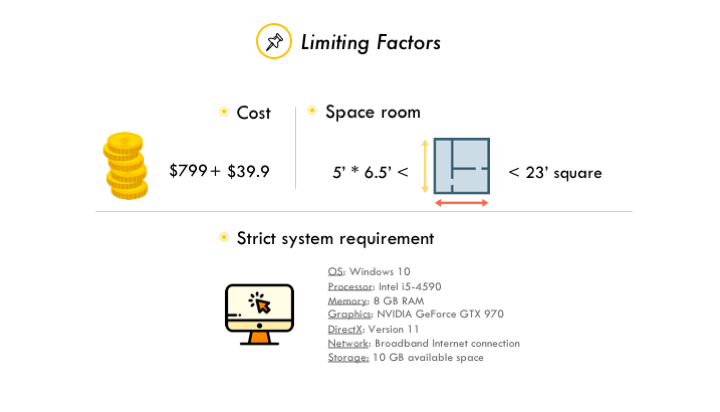 Limiting Factors
Cost
Space room
$799+ $39.9
5' * 6.5' <
< 23' square
Strict system requirement
OS: Windows 10
Processor: Intel i5-4590
Memory: 8 GB RAM
Graphics: NVIDIA GeForce GTX 970
DirectX: Version 11
Network: Broadband Internet connection
Storage: 10 GB available space